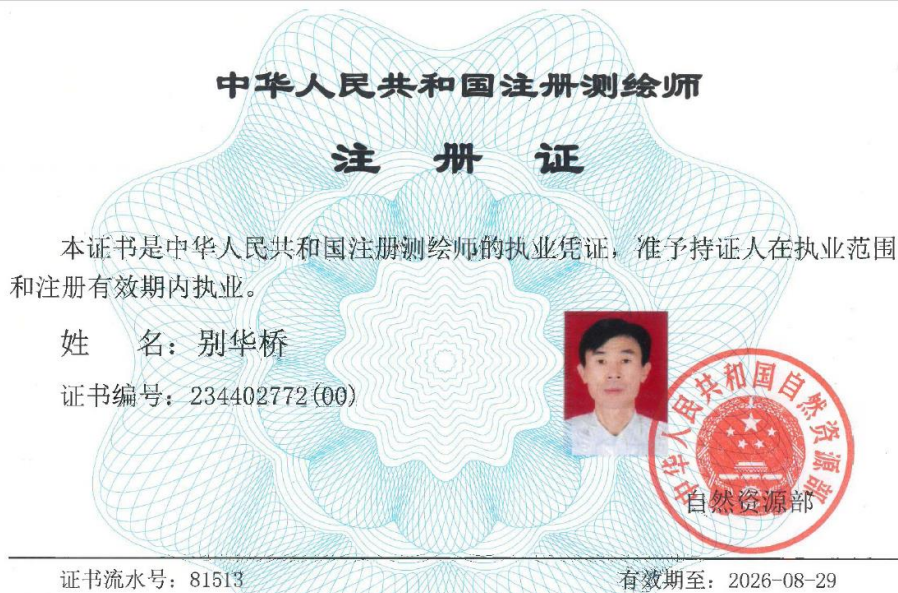 中华人民共和国注册测绘师
注 册 证
本证书是中华人民共和国注册测绘师的执业凭证，准予持证人在执业范围
和注册有效期内执业。
姓 名：别华桥
证书编号：234402772(00)
中华人民共和国自然资源部
自然资源部
证书流水号：81513
有效期至：2026-08-29